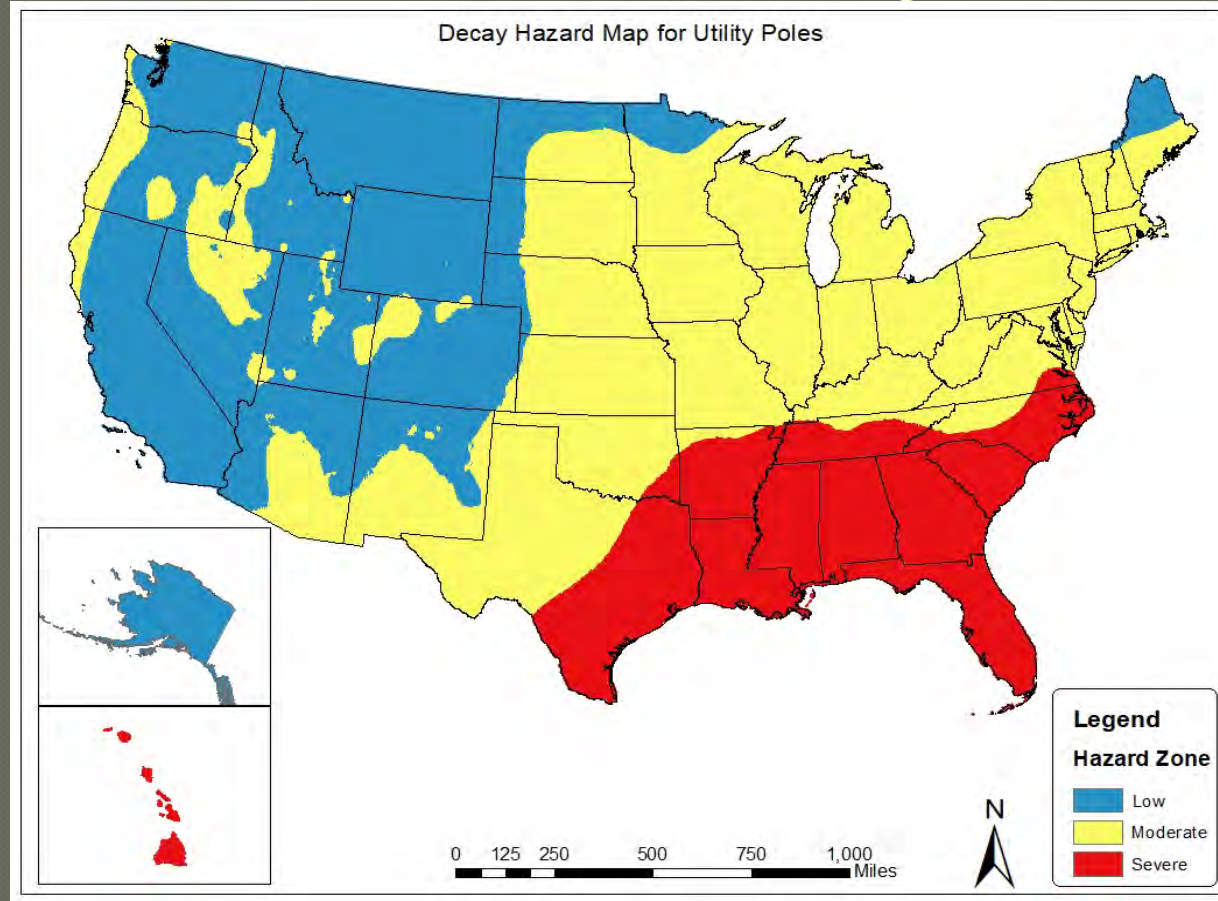 Decay Hazard Map for Utility Poles
N
0 125 250 500 750 1,000
Miles
Legend
Hazard Zone
Low
Moderate
Severe